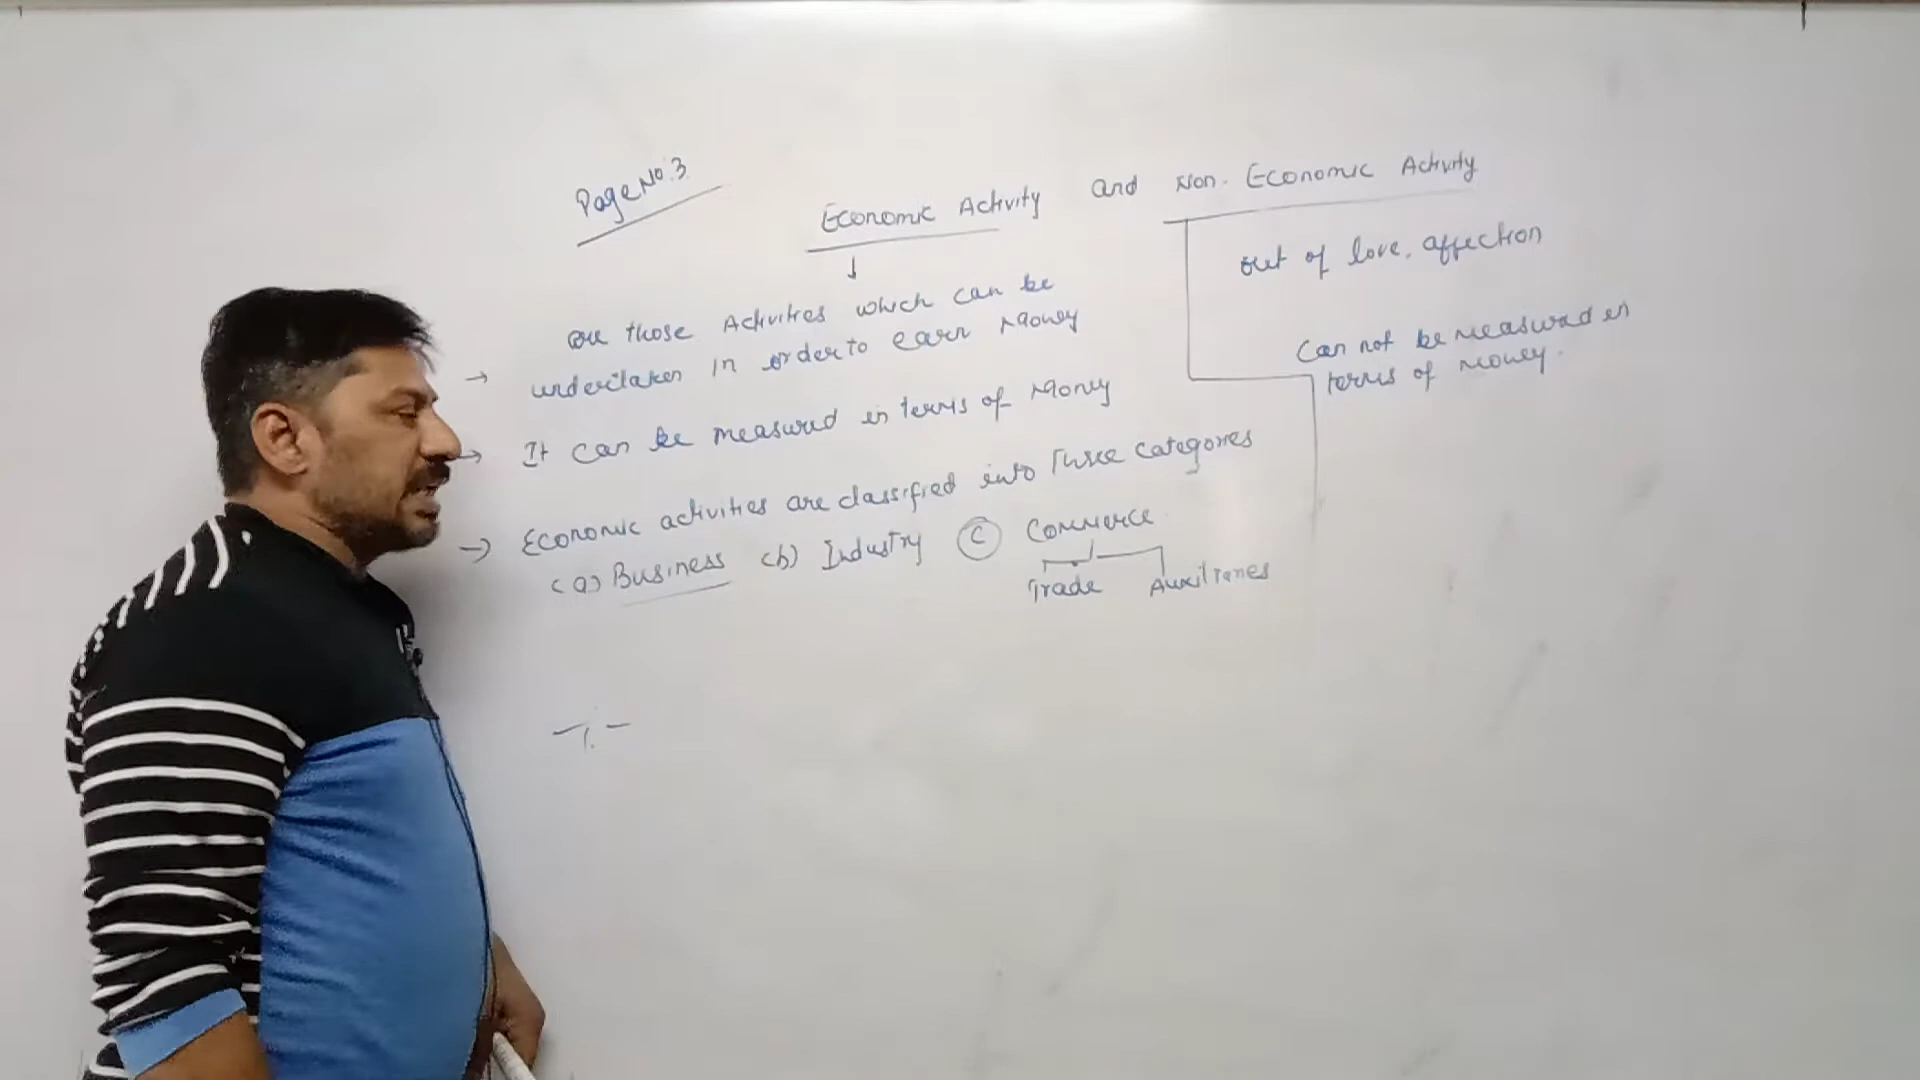 Page No. 3
Economic Activity and Non-Economic Activity
are those Activities which can be
undertaken in order to earn Money
→ It can be measured in terms of Money
→ Economic activities are classified into Three categories
(a) Business (b) Industry (C) Commerce
Trade Auxiliaries
out of love, affection
Can not be measured in
terms of money.